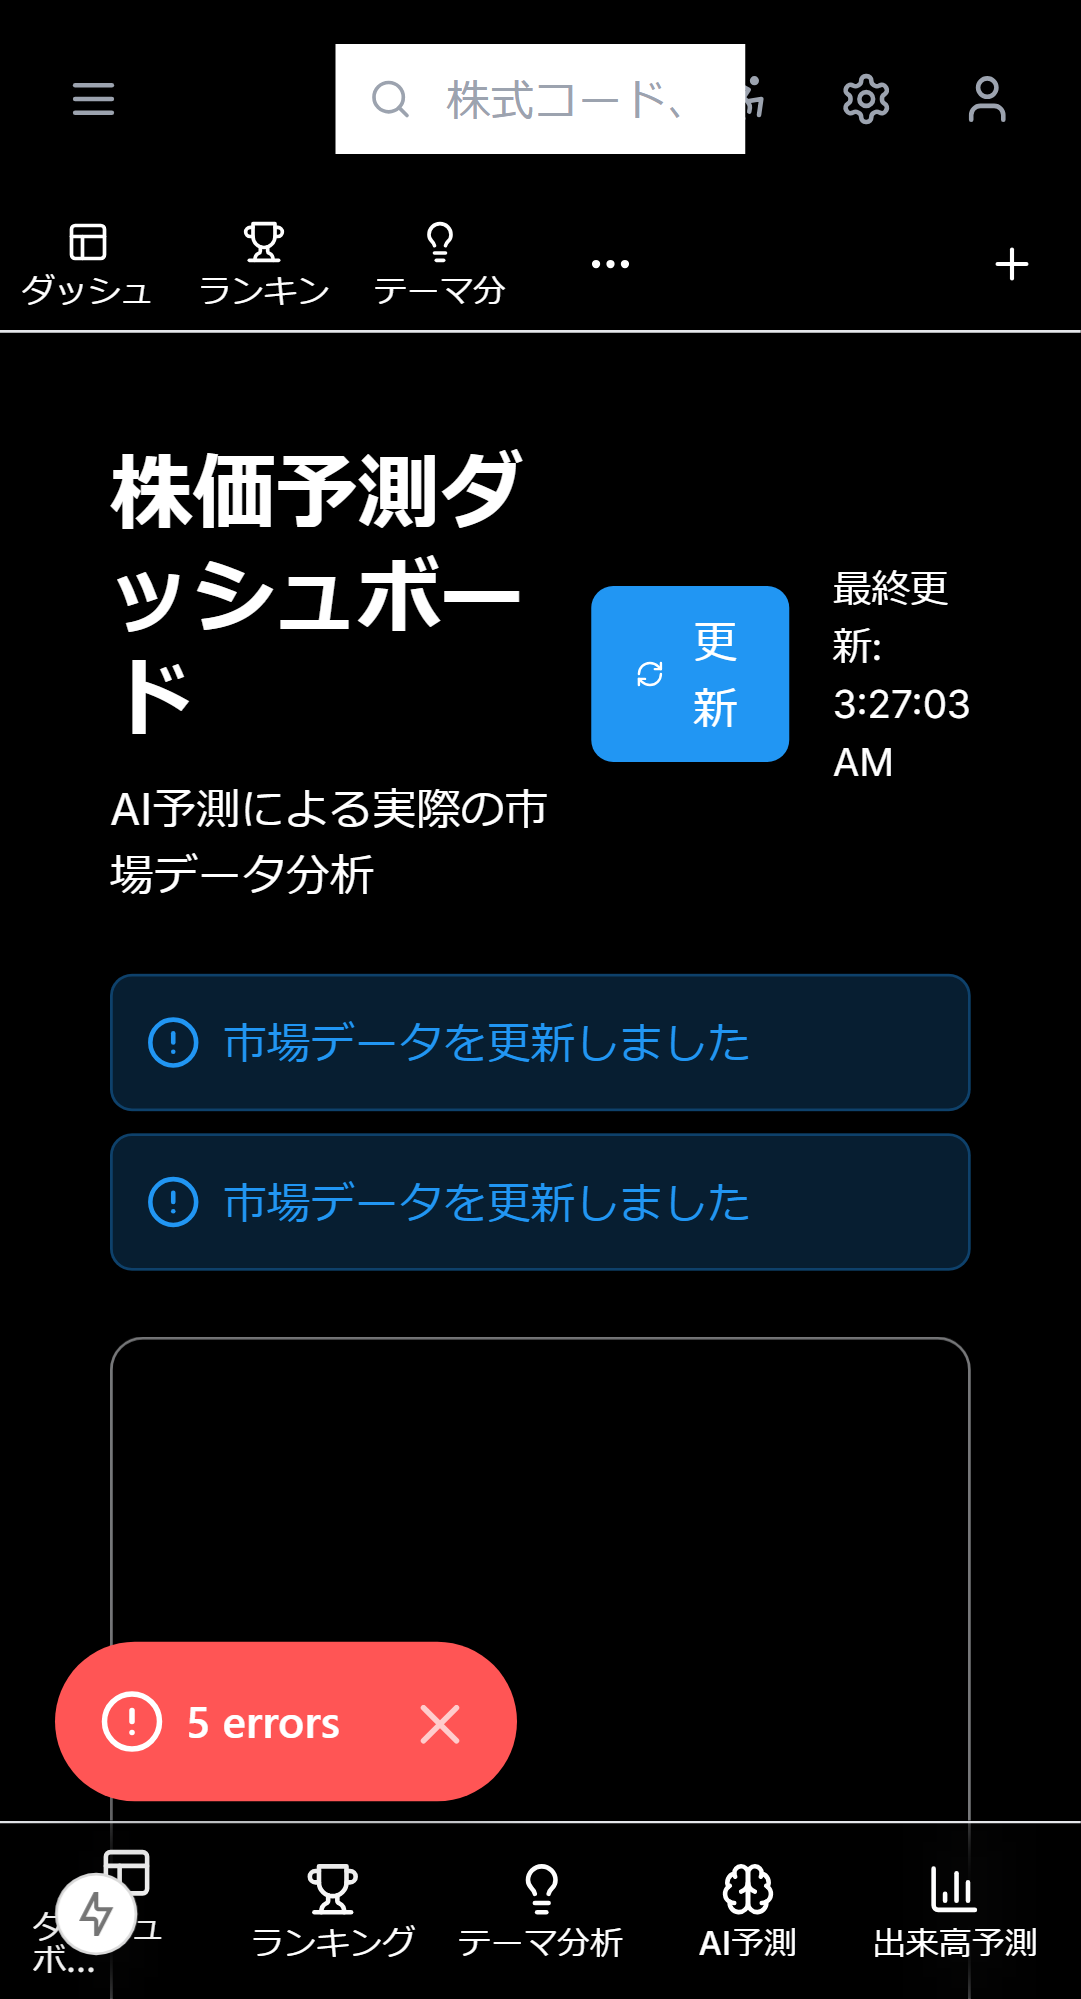 株式コード、
ダッシュ
ランキン
テーマ分
株価予測ダ
ッシュボー
ド
更
新
最終更
新:
3:27:03
AM
AI予測による実際の市
場データ分析
市場データを更新しました
市場データを更新しました
5 errors
ダ
ュ
ボ...
ランキング
テーマ分析
AI予測
出来高予測